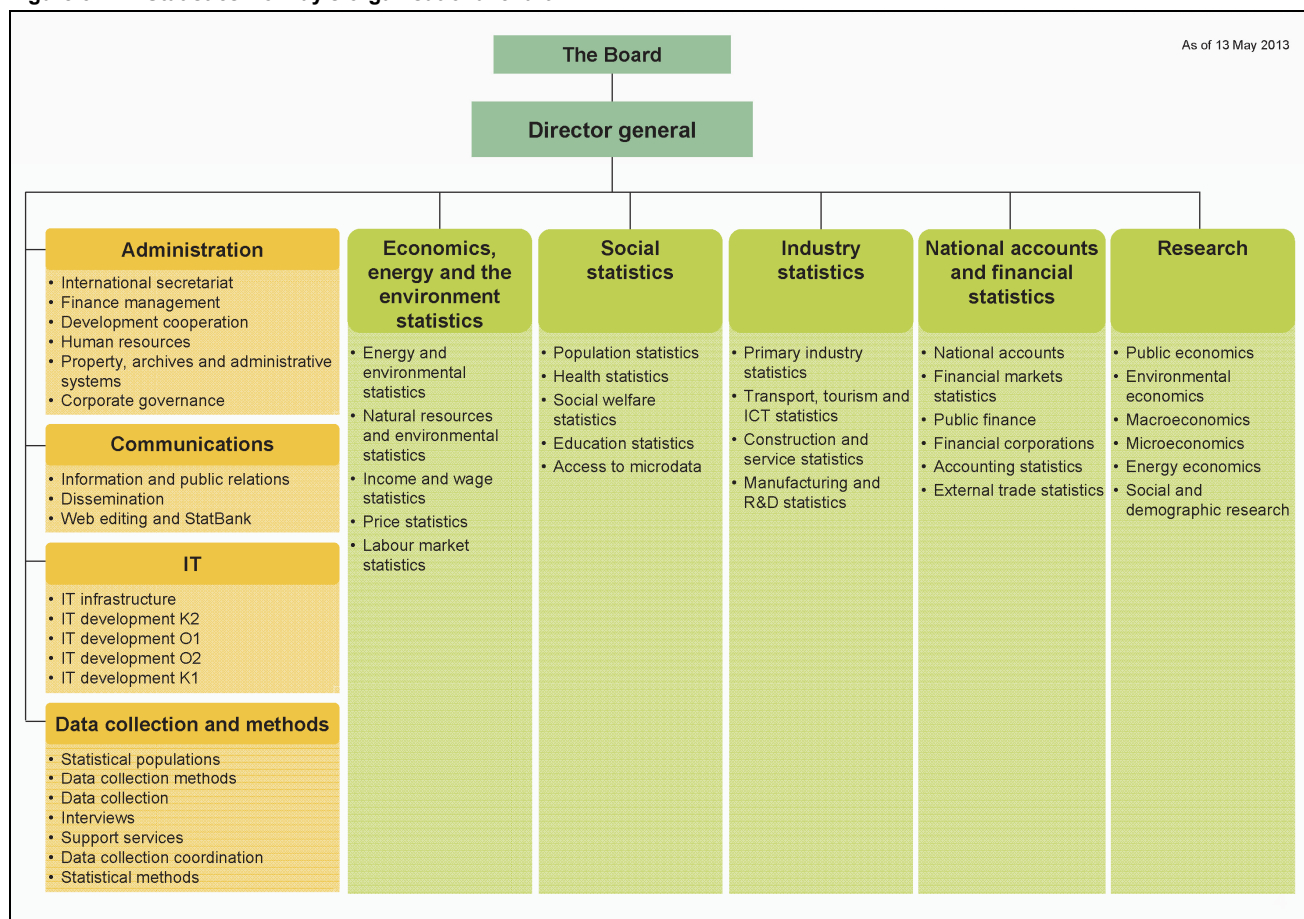 As of 13 May 2013
The Board
Director general
Administration
• International secretariat
• Finance management
• Development cooperation
• Human resources
• Property, archives and administrative
systems
• Corporate governance
Communications
• Information and public relations
• Dissemination
• Web editing and StatBank
IT
• IT infrastructure
• IT development K2
• IT development O1
• IT development O2
• IT development K1
Data collection and methods
• Statistical populations
• Data collection methods
• Data collection
• Interviews
• Support services
• Data collection coordination
• Statistical methods
Economics,
energy and the
environment
statistics
• Energy and
environmental
statistics
• Natural resources
and environmental
statistics
• Income and wage
statistics
• Price statistics
• Labour market
statistics
Social
statistics
• Population statistics
• Health statistics
• Social welfare
statistics
• Education statistics
• Access to microdata
Industry
statistics
• Primary industry
statistics
• Transport, tourism and
ICT statistics
• Construction and
service statistics
• Manufacturing and
R&D statistics
National accounts
and financial
statistics
• National accounts
• Financial markets
statistics
• Public finance
• Financial corporations
• Accounting statistics
• External trade statistics
Research
• Public economics
• Environmental
economics
• Macroeconomics
• Microeconomics
• Energy economics
• Social and
demographic research